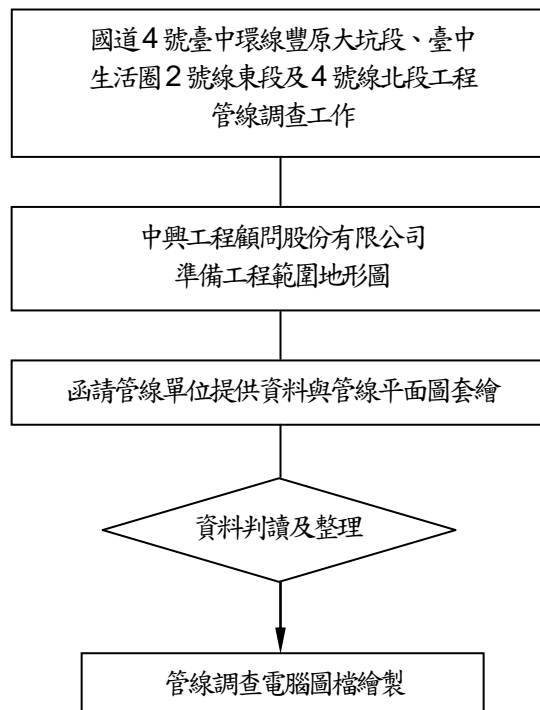 國道4號臺中環線豐原大坑段、臺中
生活圈2號線東段及4號線北段工程
管線調查工作
中興工程顧問股份有限公司
準備工程範圍地形圖
函請管線單位提供資料與管線平面圖套繪
資料判讀及整理
管線調查電腦圖檔繪製